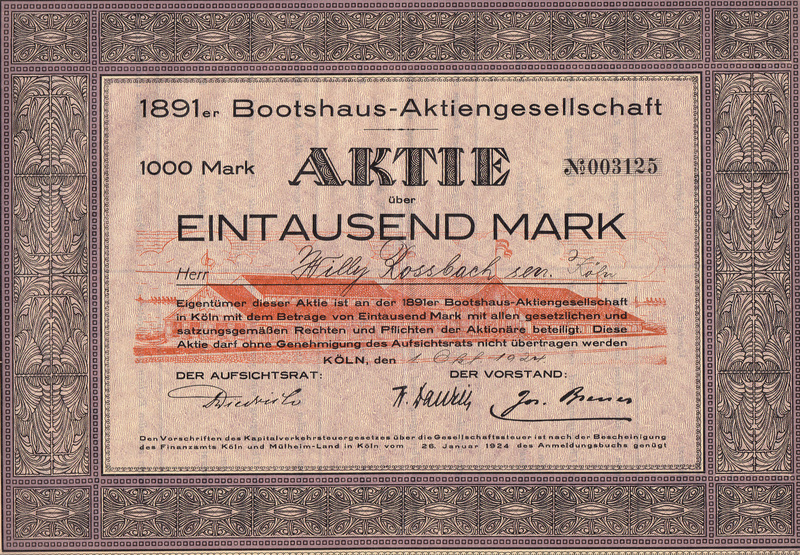 1891er Bootshaus-Aktiengesellschaft
1000 Mark AKTIE № 003125
über
EINTAUSEND MARK
Herr Willy Rossbach sen. Köln
Eigentümer dieser Aktie ist an der 1891er Bootshaus-Aktiengesellschaft
in Köln mit dem Betrage von Eintausend Mark mit allen gesetzlichen und
satzungsgemäßen Rechten und Pflichten der Aktionäre beteiligt. Diese
Aktie darf ohne Genehmigung des Aufsichtsrats nicht übertragen werden
KÖLN, den 1. Okt. 1924
DER AUFSICHTSRAT: DER VORSTAND:
Jos.
Den Vorschriften des Kapitalverkehrsteuergesetzes über die Gesellschaftssteuer ist nach der Bescheinigung
des Finanzamts Köln und Mülheim-Land in Köln vom 26. Januar 1924 des Anmeldungsbuchs genügt